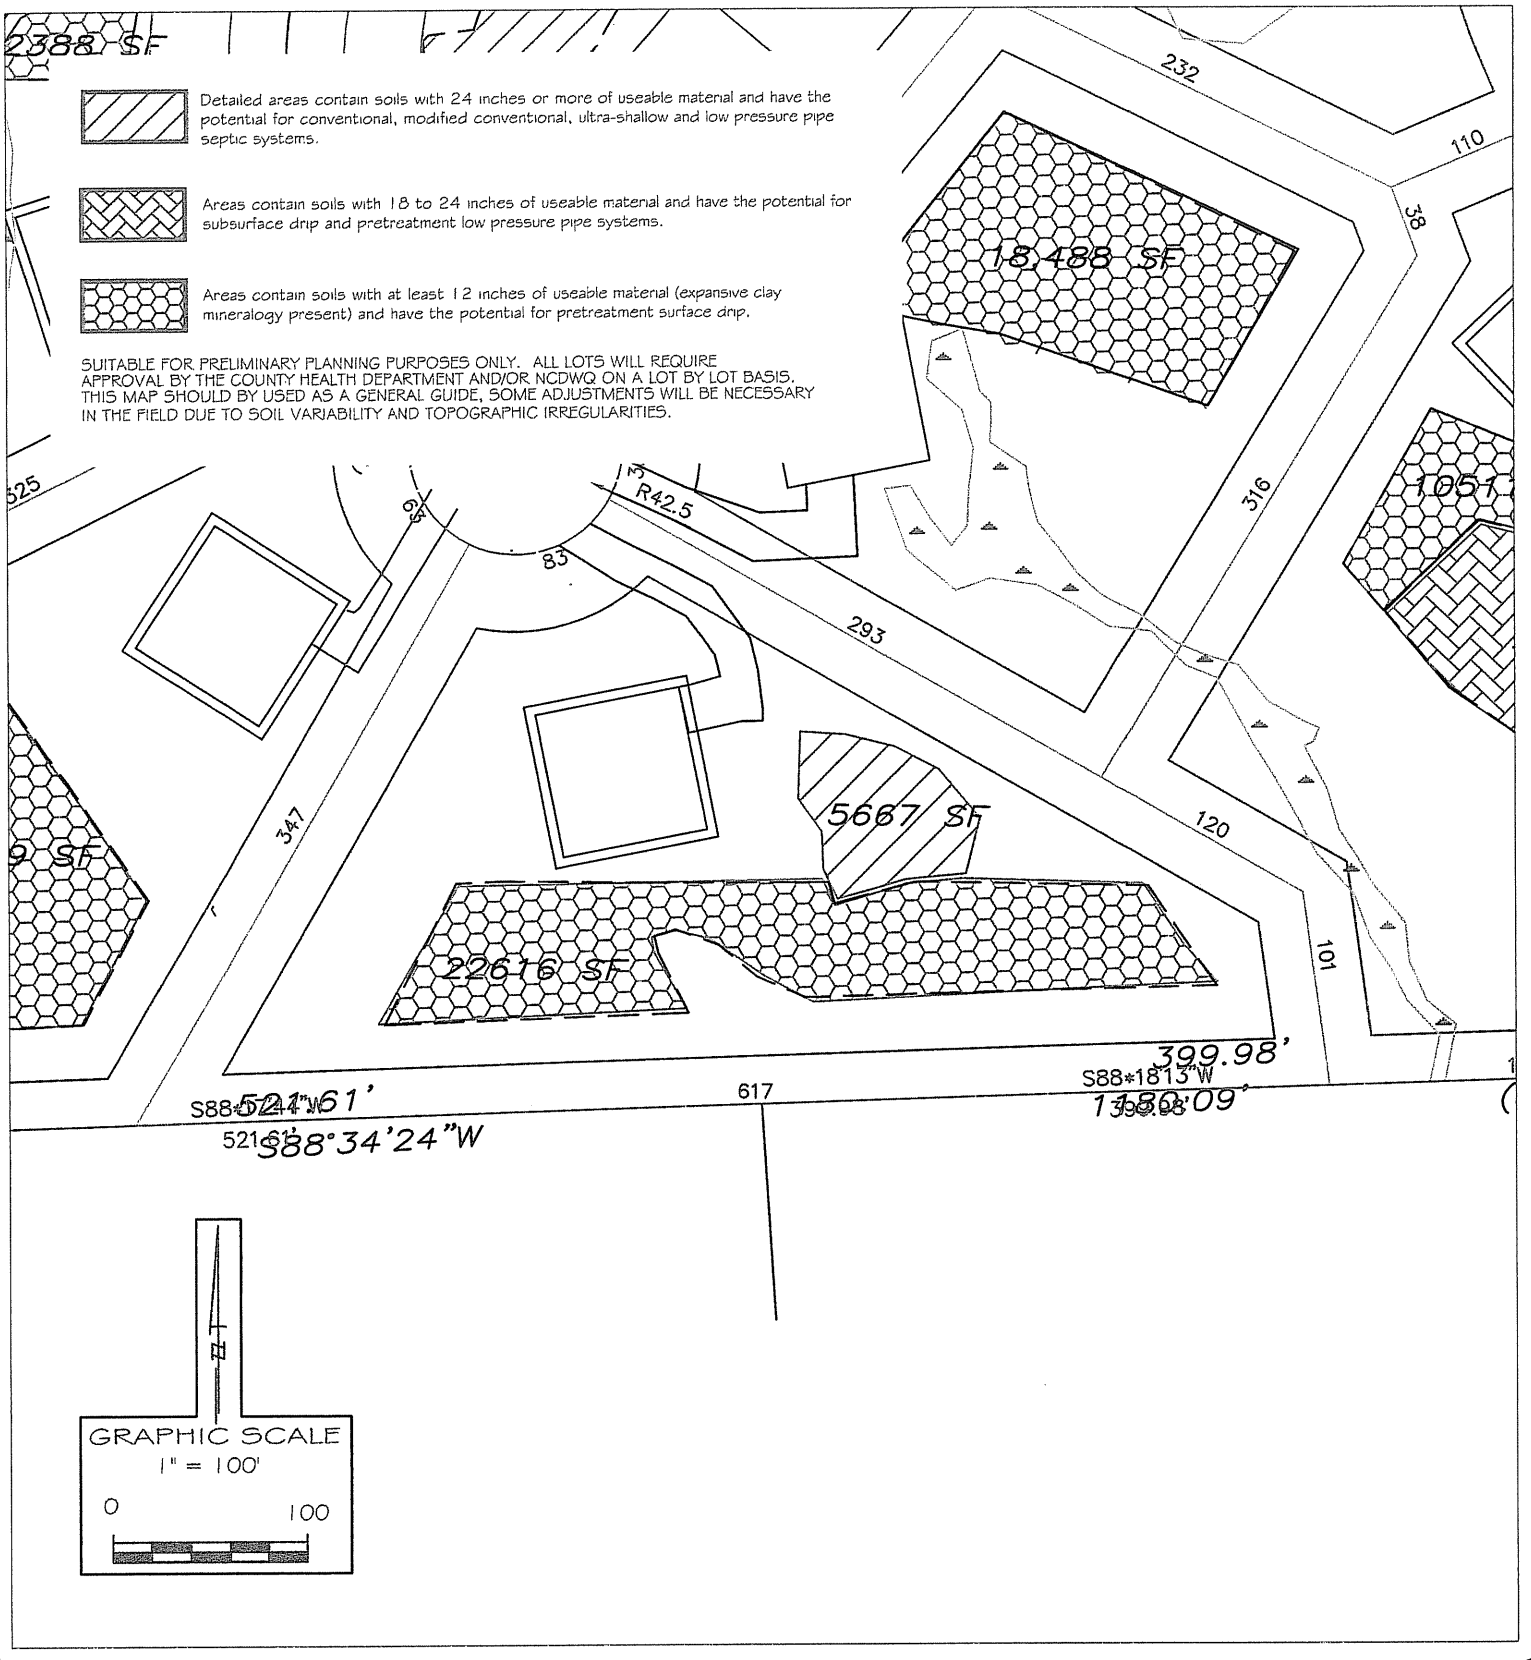 2388 SF
Detailed areas contain soils with 24 inches or more of useable material and have the
potential for conventional, modified conventional, ultra-shallow and low pressure pipe
septic systems.
Areas contain soils with 18 to 24 inches of useable material and have the potential for
subsurface drip and pretreatment low pressure pipe systems.
Areas contain soils with at least 12 inches of useable material (expansive clay
mineralogy present) and have the potential for pretreatment surface drip.
SUITABLE FOR PRELIMINARY PLANNING PURPOSES ONLY. ALL LOTS WILL REQUIRE
APPROVAL BY THE COUNTY HEALTH DEPARTMENT AND/OR NCDWQ ON A LOT BY LOT BASIS.
THIS MAP SHOULD BY USED AS A GENERAL GUIDE, SOME ADJUSTMENTS WILL BE NECESSARY
IN THE FIELD DUE TO SOIL VARIABILITY AND TOPOGRAPHIC IRREGULARITIES.
232
110
38
18,488 SF
316
1051
525
63
83
R42.5
293
347
120
101
5667 SF
9 SF
22616 SF
399.98'
S88*18'13"W
1180.09'
617
521.61'
S88°34'24"W
N
GRAPHIC SCALE
1" = 100'
0 100